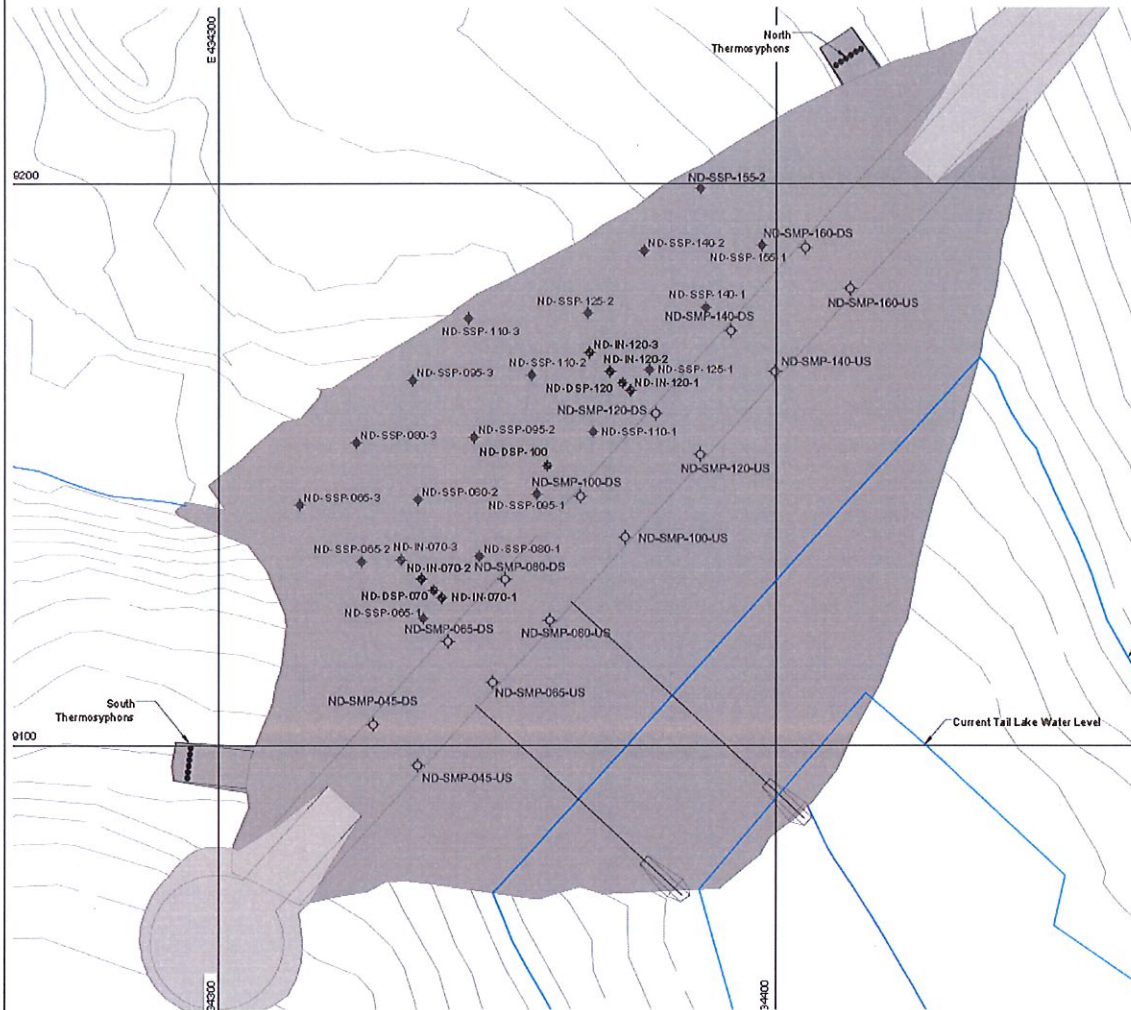 E 434300
North
Thermosyphons
9200
ND-SSP-155-2
ND-SMP-160-DS
ND-SSP-140-2
ND-SSP-155-1
ND-SMP-160-US
ND-SSP-125-2
ND-SSP-140-1
ND-SSP-110-3
ND-SMP-140-DS
ND-IN-120-3
ND-IN-120-2
ND-SSP-110-2
ND-SSP-125-1
ND-SMP-140-US
ND-SSP-095-3
ND-DSP-120
ND-IN-120-1
ND-SMP-120-DS
ND-SSP-095-2
ND-SSP-110-1
ND-SSP-080-3
ND-DSP-100
ND-SMP-120-US
ND-SMP-100-DS
ND-SSP-080-2
ND-SSP-065-3
ND-SSP-095-1
ND-SMP-100-US
ND-SSP-065-2
ND-IN-070-3
ND-SSP-080-1
ND-IN-070-2
ND-SMP-080-DS
ND-DSP-070
ND-IN-070-1
ND-SSP-065-1
ND-SMP-065-DS
ND-SMP-080-US
ND-SMP-065-US
South
Thermosyphons
ND-SMP-045-DS
Current Tail Lake Water Level
9100
ND-SMP-045-US
34300
34400